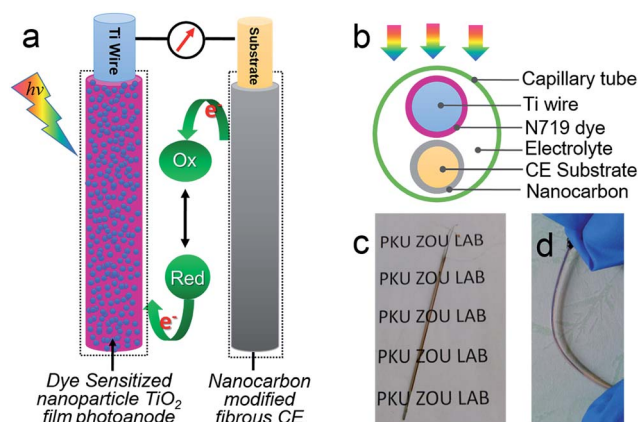 a
Ti Wire
Substrate
hν
e-
Ox
Red
e-
Dye Sensitized
nanoparticle TiO2
film photoanode
Nanocarbon
modified
fibrous CE
b
Capillary tube
Ti wire
N719 dye
Electrolyte
CE Substrate
Nanocarbon
c
PKU ZOU LAB
PKU ZOU LAB
PKU ZOU LAB
PKU ZOU LAB
PKU ZOU LAB
d